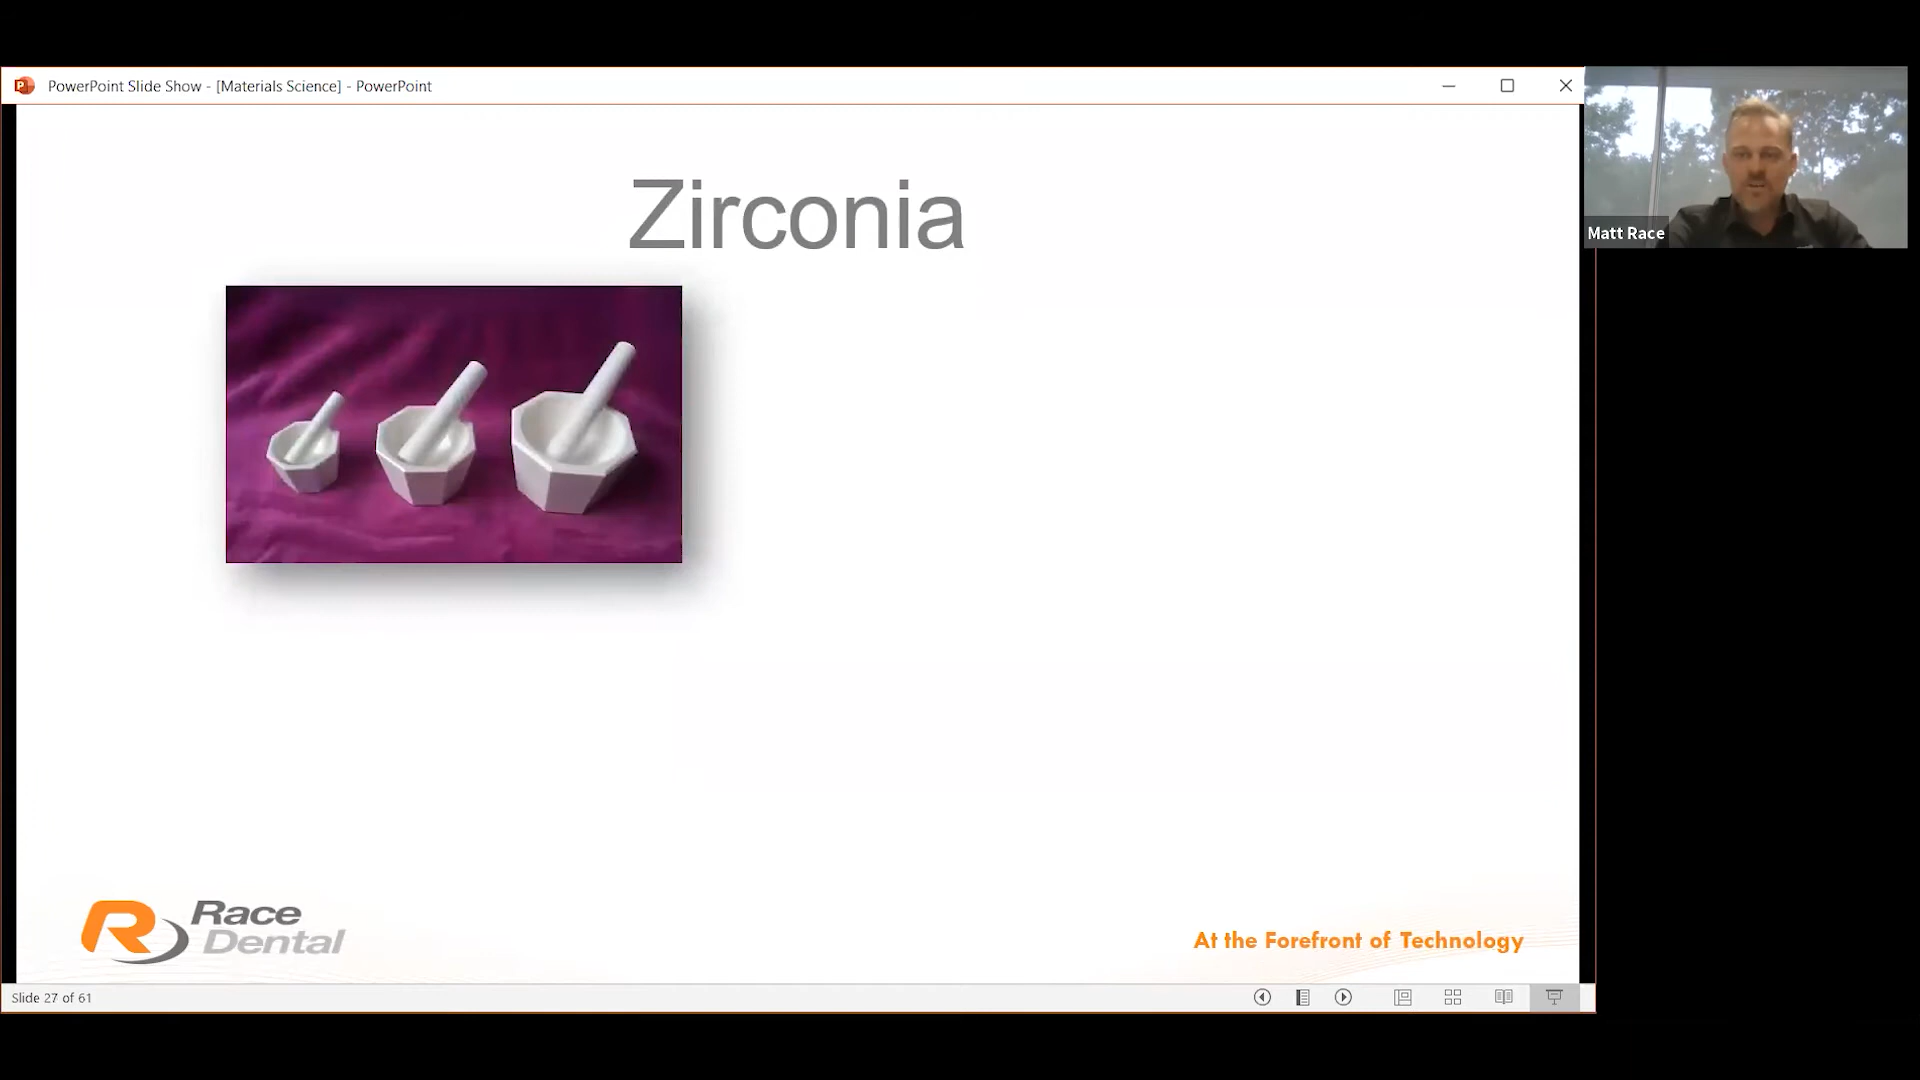 PowerPoint Slide Show - [Materials Science] - PowerPoint
Matt Race
Zirconia
Race
Dental
At the Forefront of Technology
Slide 27 of 61